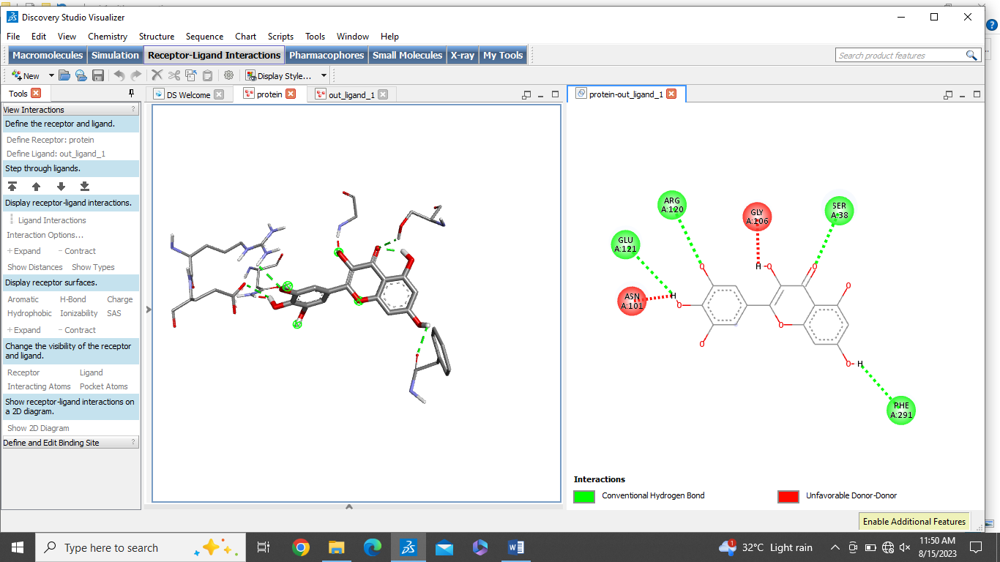 Discovery Studio Visualizer
File Edit View Chemistry Structure Sequence Chart Scripts Tools Window Help
Macromolecules Simulation Receptor-Ligand Interactions Pharmacophores Small Molecules X-ray My Tools
Search product features
New Display Style...
Tools
DS Welcome protein out_ligand_1
protein-out_ligand_1
View Interactions ?
Define the receptor and ligand.
Define Receptor: protein
Define Ligand: out_ligand_1
Step through ligands.
Display receptor-ligand interactions.
Ligand Interactions
Interaction Options...
+ Expand - Contract
Show Distances Show Types
Display receptor surfaces.
Aromatic H-Bond Charge
Hydrophobic Ionizability SAS
+ Expand - Contract
Change the visibility of the receptor
and ligand.
Receptor Ligand
Interacting Atoms Pocket Atoms
Show receptor-ligand interactions on
a 2D diagram.
Show 2D Diagram
Define and Edit Binding Site ?
ARG
A:120
GLY
A:106
SER
A:38
GLU
A:121
ASN
A:101
H O O
O O
H
O
O
O
O H
PHE
A:291
Interactions
Conventional Hydrogen Bond
Unfavorable Donor-Donor
Enable Additional Features
Type here to search
32°C Light rain
11:50 AM
8/15/2023